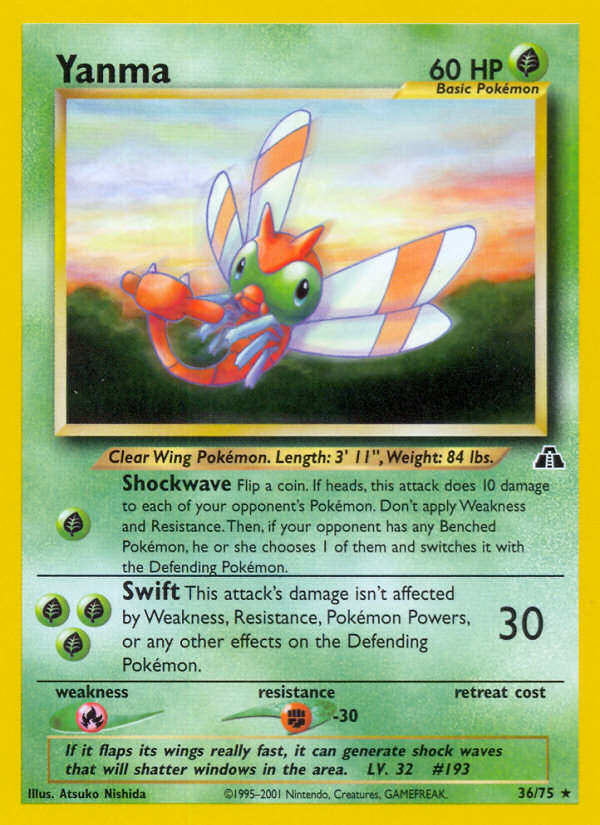 Yanma
60 HP
Basic Pokémon
Clear Wing Pokémon. Length: 3' 11", Weight: 84 lbs.
Shockwave Flip a coin. If heads, this attack does 10 damage
to each of your opponent's Pokémon. Don't apply Weakness
and Resistance. Then, if your opponent has any Benched
Pokémon, he or she chooses 1 of them and switches it with
the Defending Pokémon.
Swift This attack's damage isn't affected
by Weakness, Resistance, Pokémon Powers,
or any other effects on the Defending
Pokémon.
30
weakness resistance retreat cost
-30
If it flaps its wings really fast, it can generate shock waves
that will shatter windows in the area. LV. 32 #193
Illus. Atsuko Nishida ©1995-2001 Nintendo, Creatures, GAMEFREAK. 36/75 ★